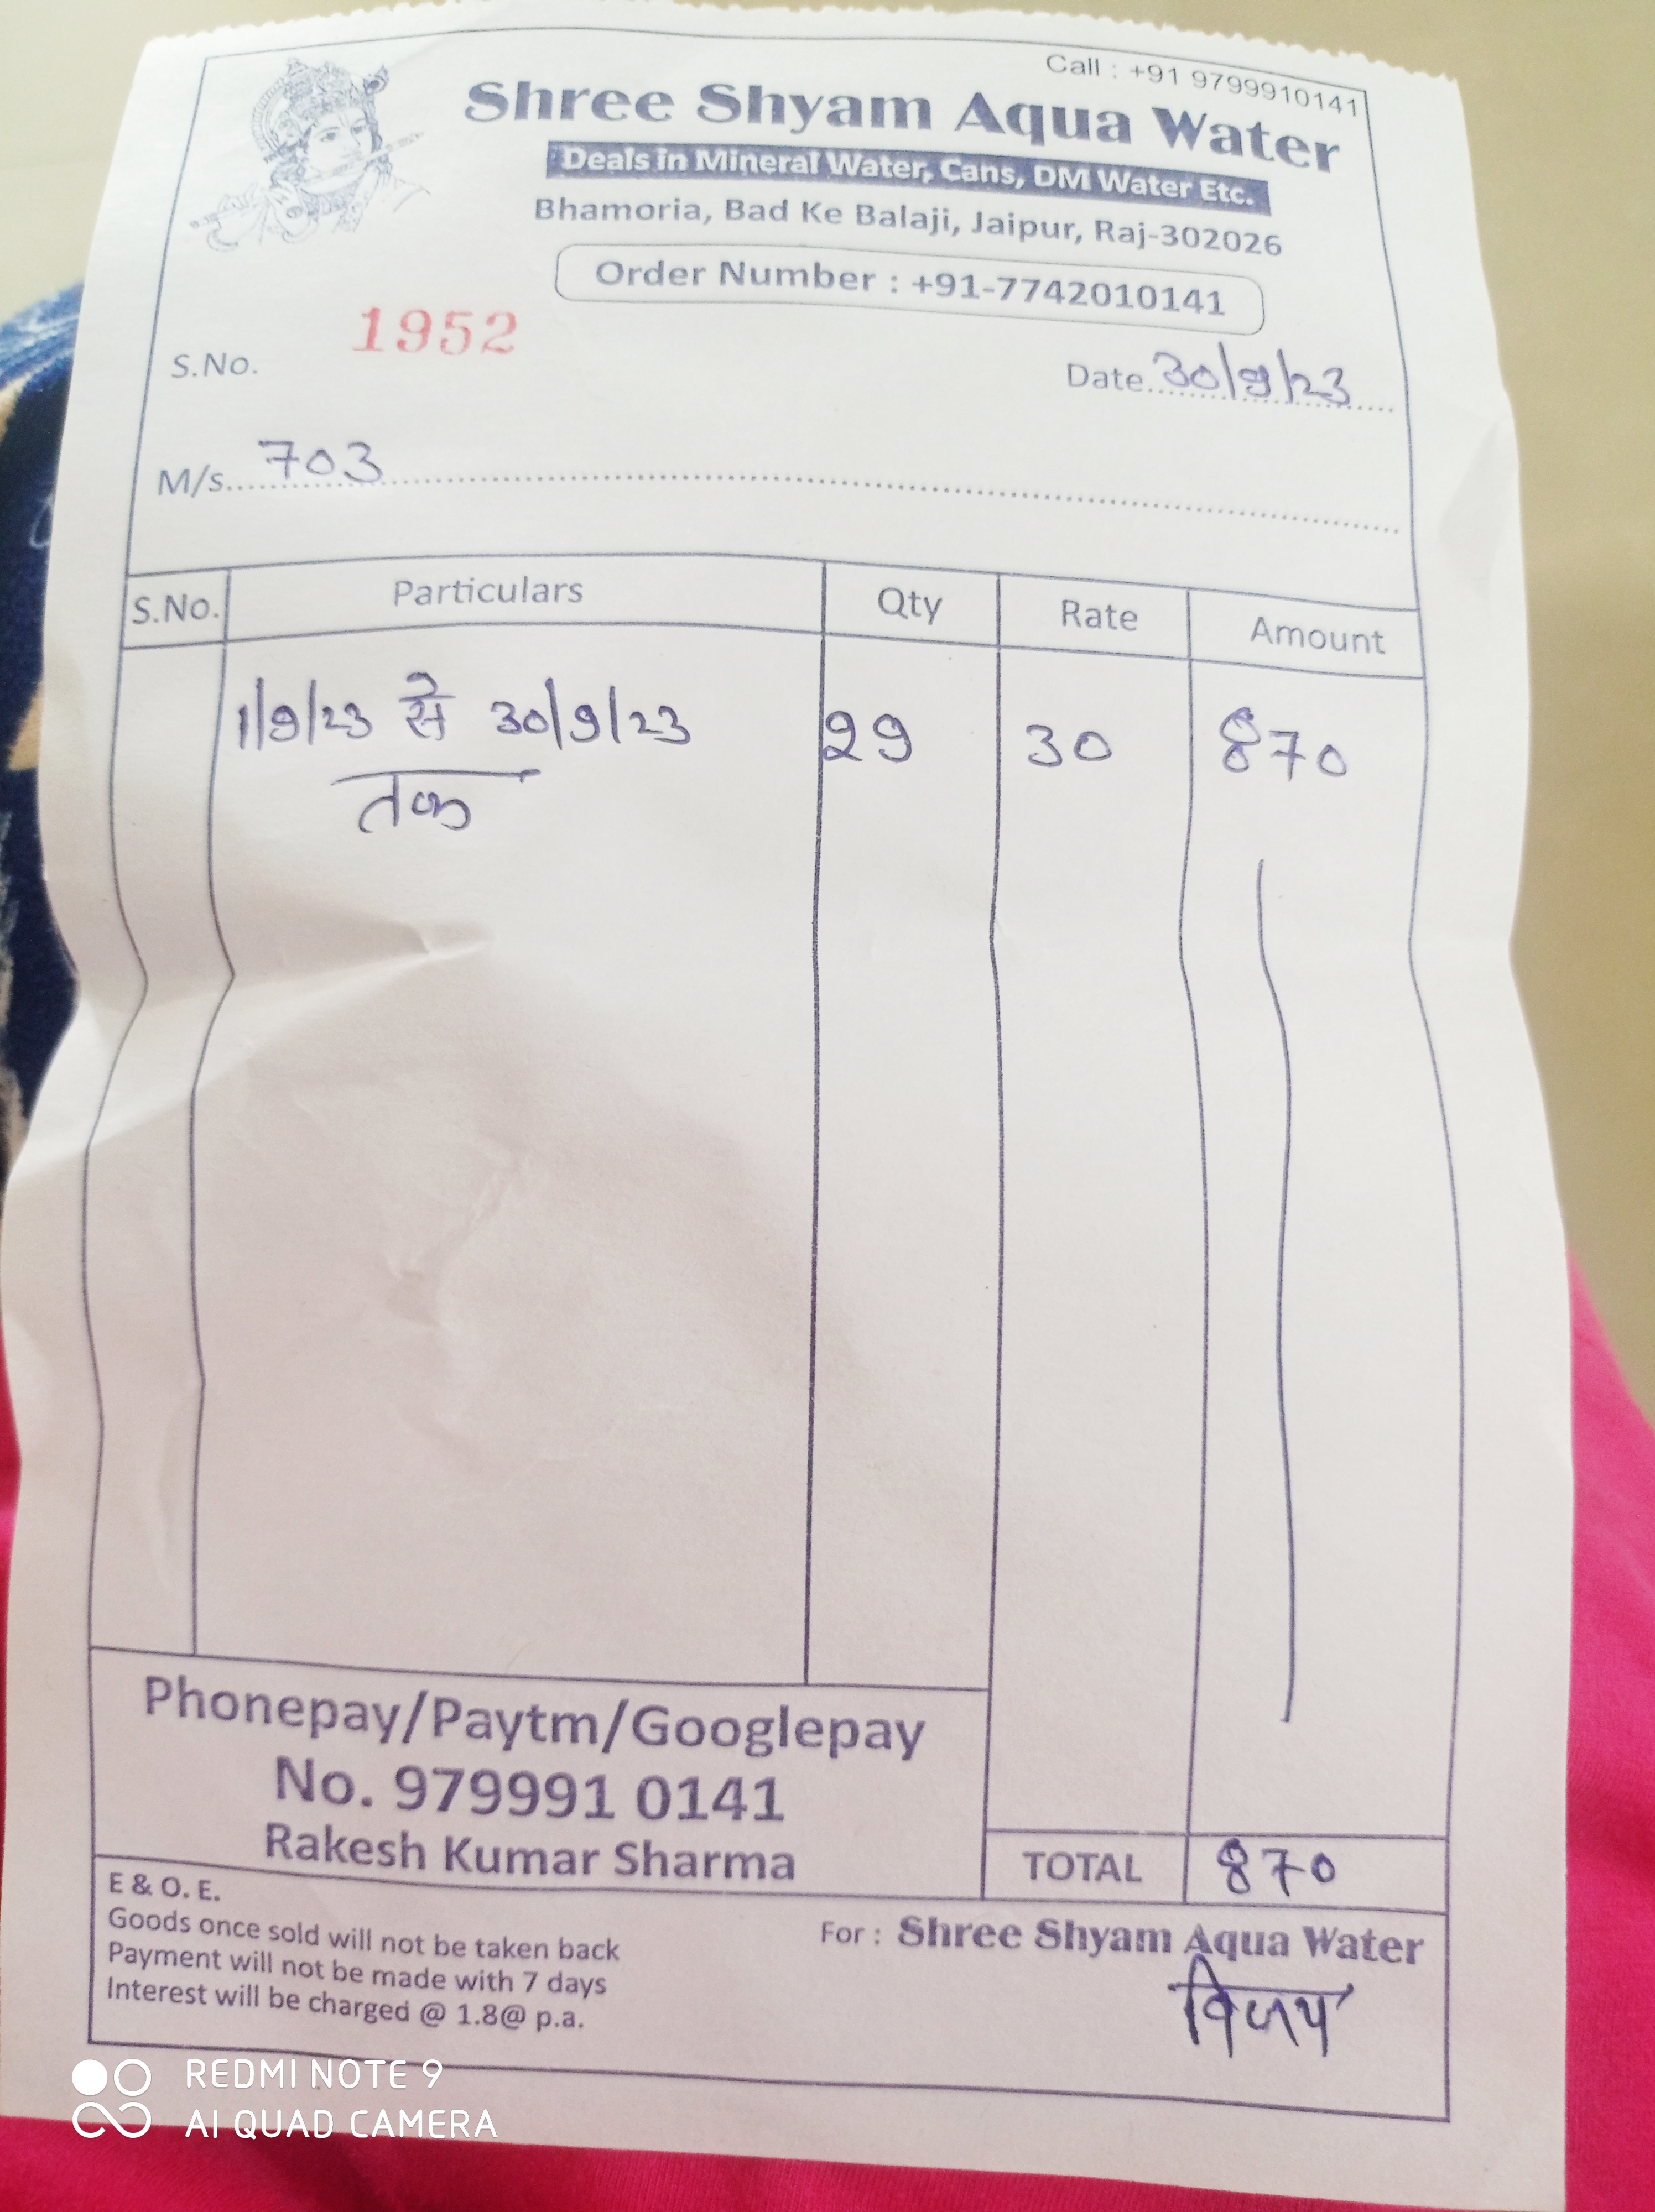 Call : +91 9799910141
Shree Shyam Aqua Water
Deals in Mineral Water, Cans, DM Water Etc.
Bhamoria, Bad Ke Balaji, Jaipur, Raj-302026
Order Number : +91-7742010141
S.No. 1952
Date 30/9/23
M/s 703
S.No. Particulars Qty Rate Amount
1/9/23 से 30/9/23 29 30 870
तक
Phonepay/Paytm/Googlepay
No. 979991 0141
Rakesh Kumar Sharma
TOTAL 870
E & O. E.
Goods once sold will not be taken back
Payment will not be made with 7 days
Interest will be charged @ 1.8@ p.a.
For : Shree Shyam Aqua Water
विजय
REDMI NOTE 9
AI QUAD CAMERA